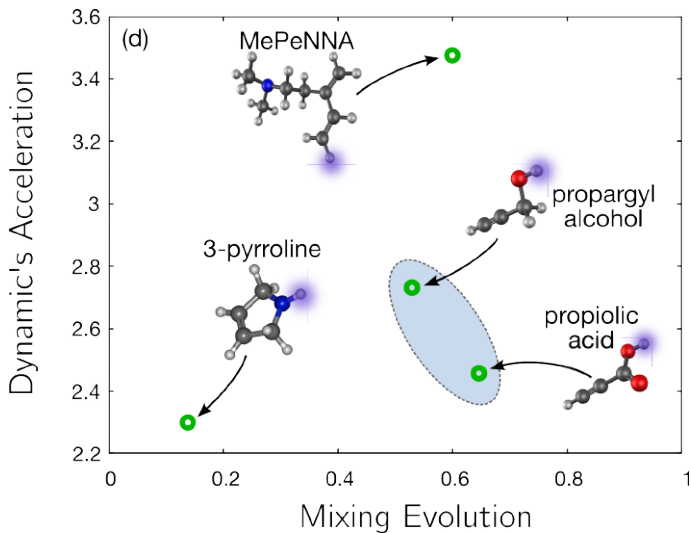 (d)
MePeNNA
propargyl
alcohol
3-pyrroline
propiolic
acid
3.6
3.4
3.2
3
2.8
2.6
2.4
2.2
0
0.2
0.4
0.6
0.8
1
Dynamic's Acceleration
Mixing Evolution